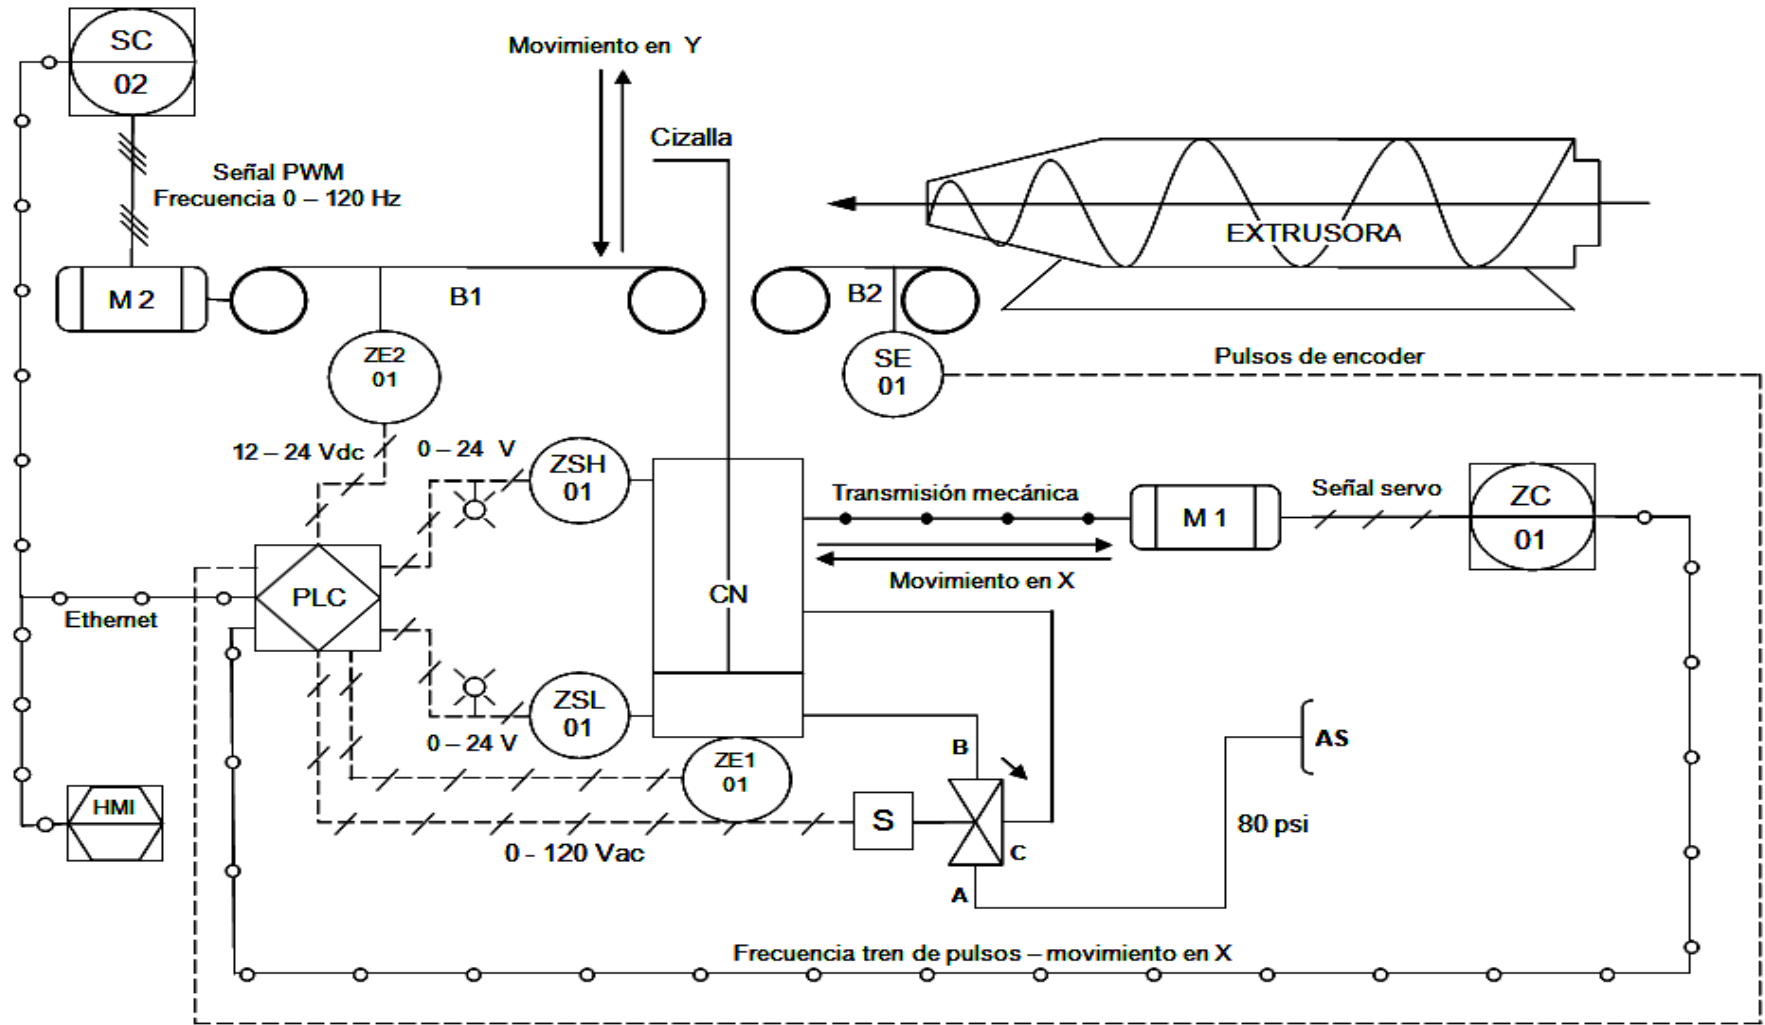 SC
02
Movimiento en Y
Cizalla
Señal PWM
Frecuencia 0 – 120 Hz
EXTRUSORA
M 2
B1
B2
ZE2
01
SE
01
Pulsos de encoder
12 – 24 Vdc
0 – 24 V
ZSH
01
Transmisión mecánica
M 1
Señal servo
ZC
01
Movimiento en X
PLC
CN
Ethernet
ZSL
01
0 – 24 V
ZE1
01
B
AS
HMI
S
80 psi
0 - 120 Vac
C
A
Frecuencia tren de pulsos – movimiento en X